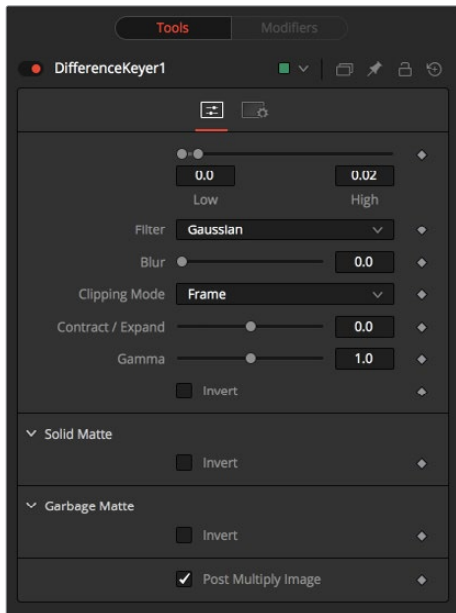 Tools Modifiers
DifferenceKeyer1
0.0 0.02
Low High
Filter Gaussian
Blur 0.0
Clipping Mode Frame
Contract / Expand 0.0
Gamma 1.0
Invert
Solid Matte
Invert
Garbage Matte
Invert
Post Multiply Image